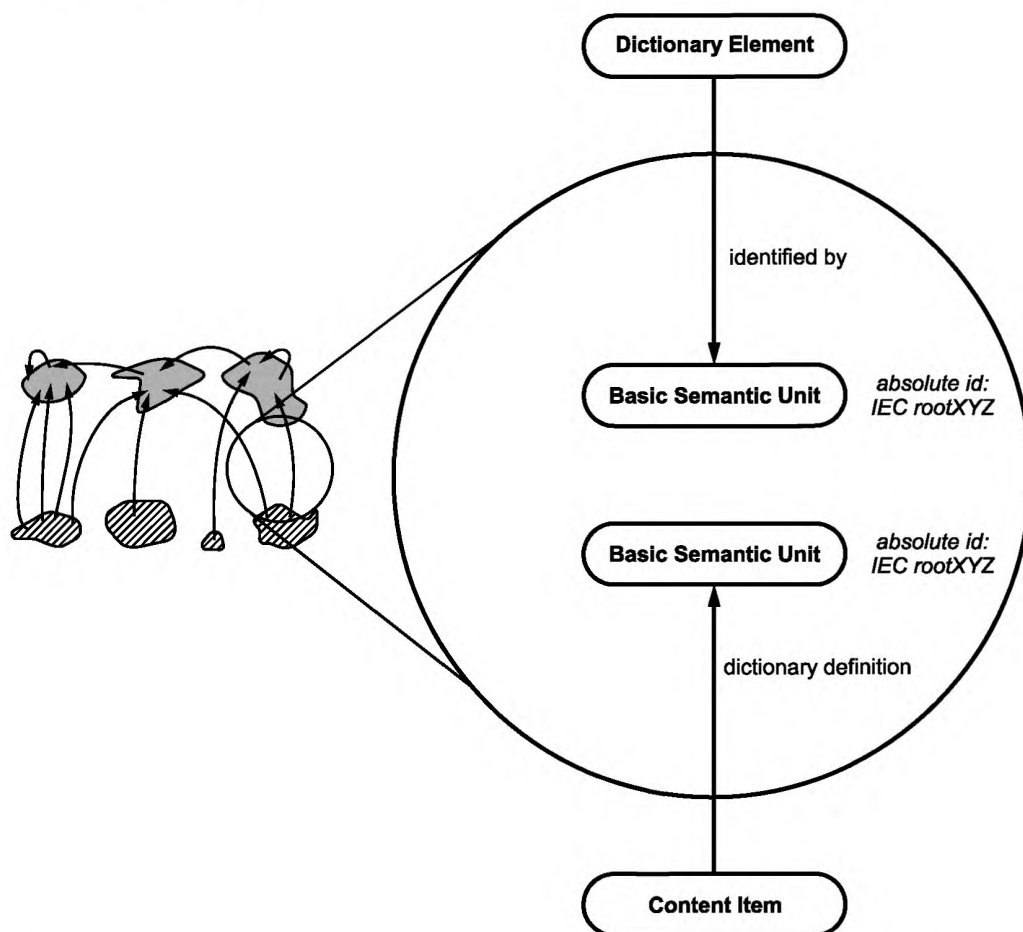 Dictionary Element
identified by
Basic Semantic Unit
absolute id:
IEC rootXYZ
Basic Semantic Unit
absolute id:
IEC rootXYZ
dictionary definition
Content Item